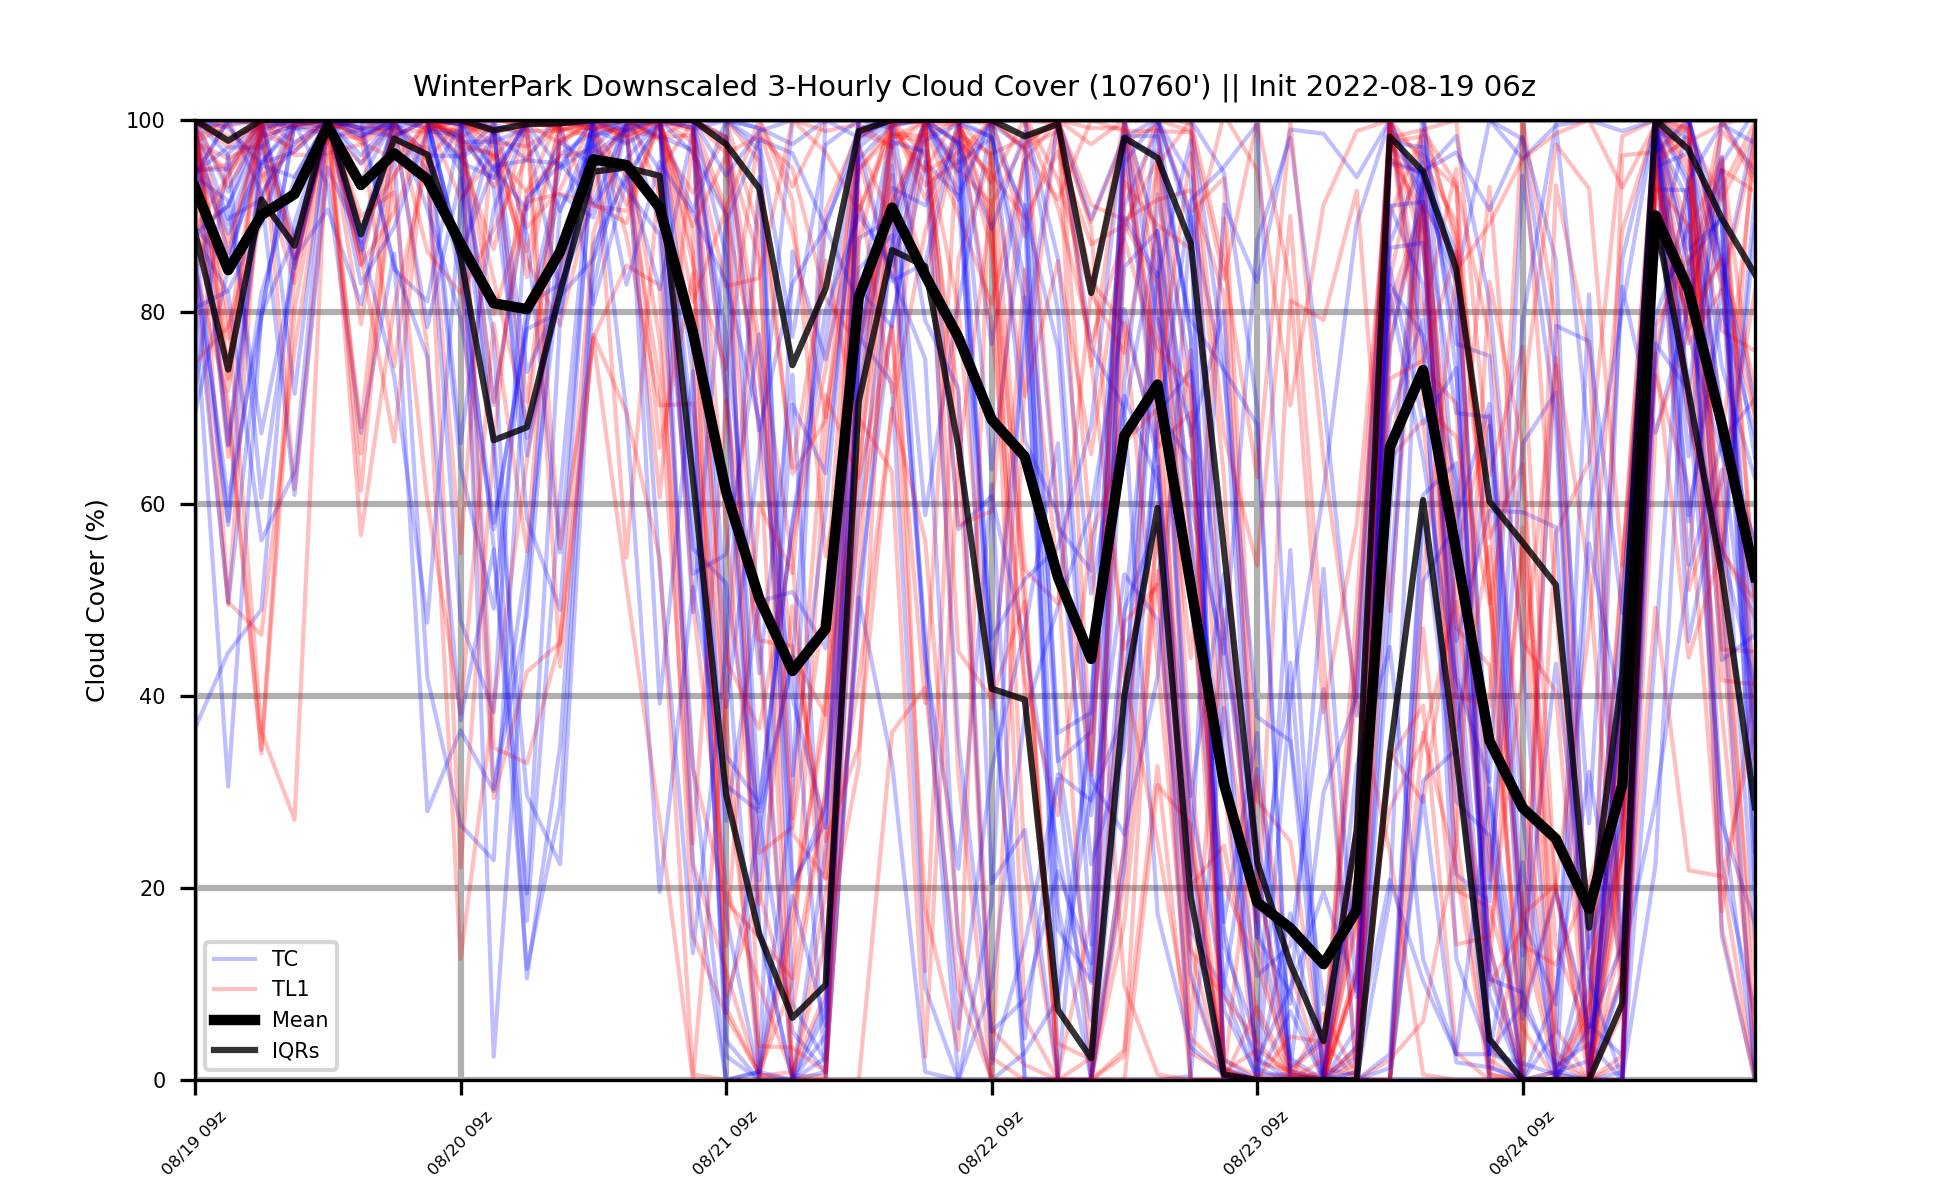 WinterPark Downscaled 3-Hourly Cloud Cover (10760') || Init 2022-08-19 06z
Cloud Cover (%)
100
80
60
40
20
0
TC
TL1
Mean
IQRs
08/19 09z
08/20 09z
08/21 09z
08/22 09z
08/23 09z
08/24 09z